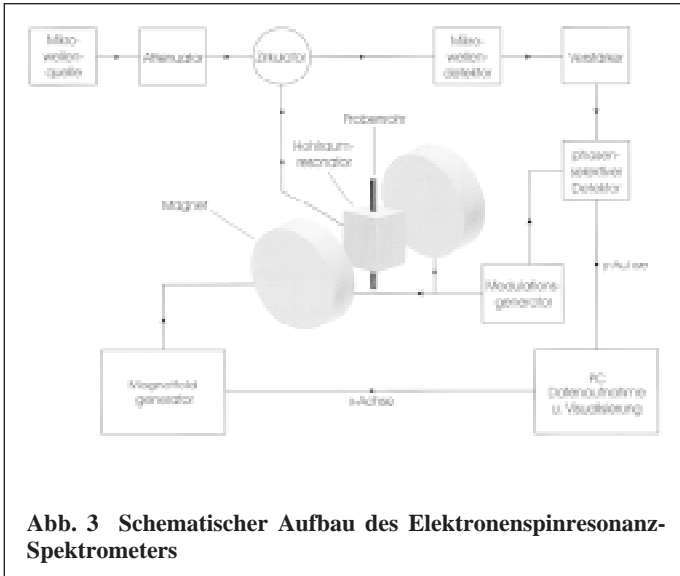 Mikro-
wellen-
quelle
Attenuator
Zirkulator
Mikro-
wellen-
detektor
Verstärker
Probenrohr
Hohlraum-
resonator
phasen-
selektiver
Detektor
Magnet
y-Achse
Modulations-
generator
Magnetfeld-
generator
x-Achse
PC
Datenaufnahme
u. Visualisierung
Abb. 3 Schematischer Aufbau des Elektronenspinresonanz-
Spektrometers